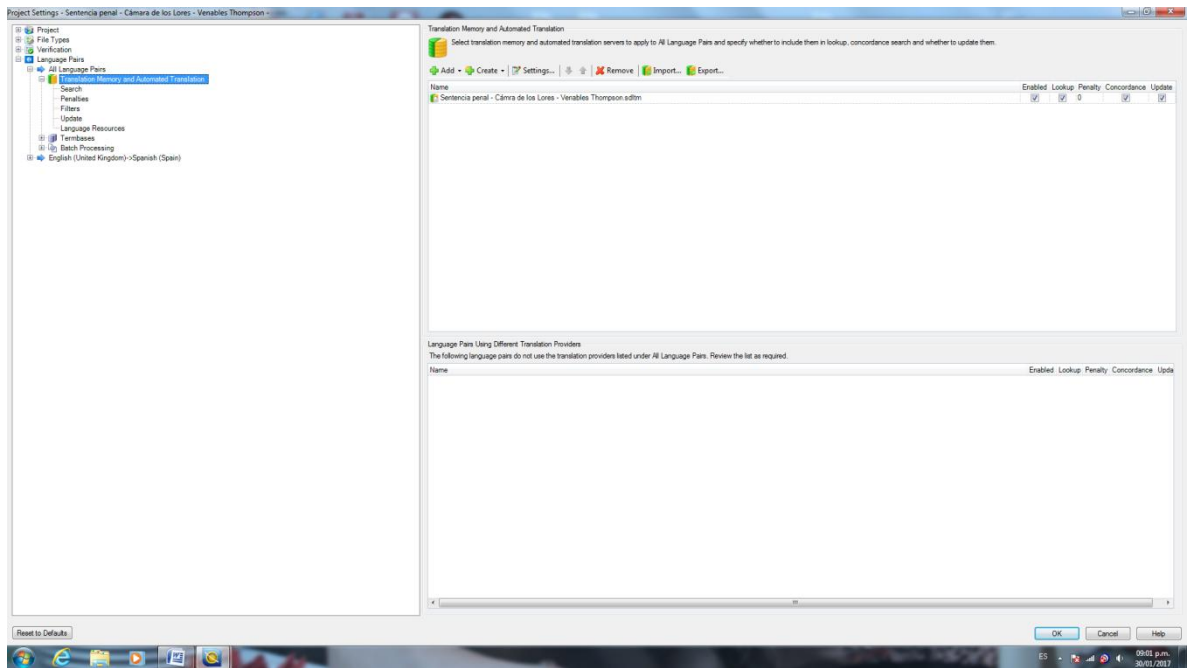 Project Settings - Sentencia penal - Cámara de los Lores - Venables Thompson -
Project
File Types
Verification
Language Pairs
All Language Pairs
Translation Memory and Automated Translation
Search
Penalties
Filters
Update
Language Resources
Termbases
Batch Processing
English (United Kingdom)->Spanish (Spain)
Translation Memory and Automated Translation
Select translation memory and automated translation servers to apply to All Language Pairs and specify whether to include them in lookup, concordance search and whether to update them.
Add Create Settings... Remove Import... Export...
Name Enabled Lookup Penalty Concordance Update
Sentencia penal - Cámra de los Lores - Venables Thompson.sdltm 0
Language Pairs Using Different Translation Providers
The following language pairs do not use the translation providers listed under All Language Pairs. Review the list as required.
Name Enabled Lookup Penalty Concordance Upda
Reset to Defaults OK Cancel Help
ES 09:01 p.m.
30/01/2017